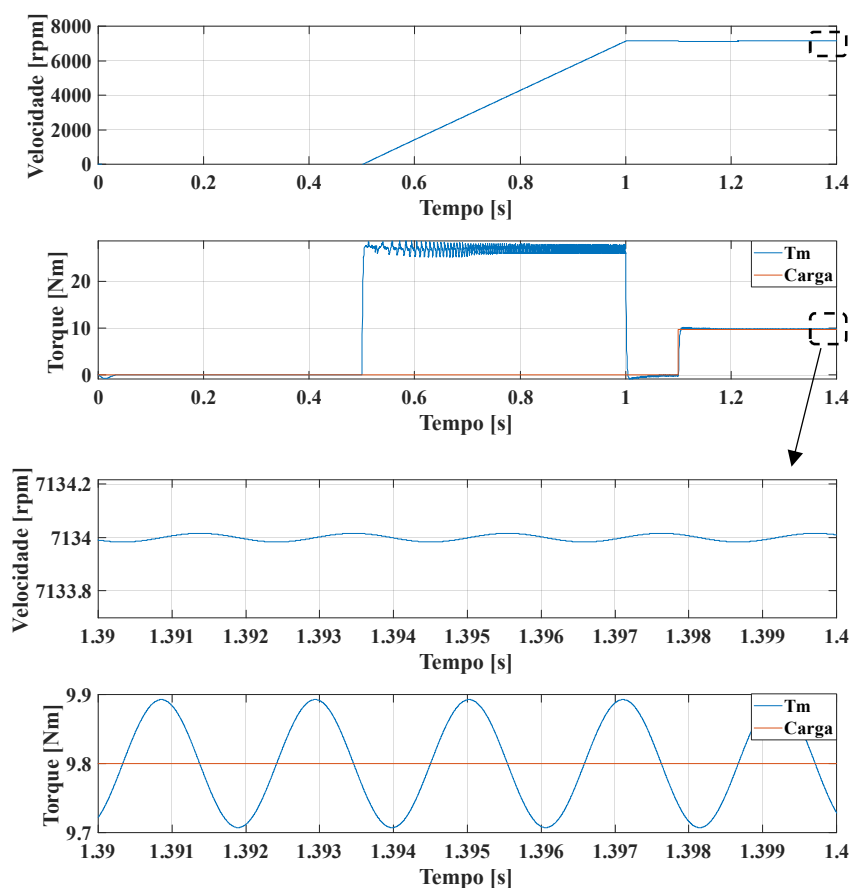 Velocidade [rpm]
8000
6000
4000
2000
0
0 0.2 0.4 0.6 0.8 1 1.2 1.4
Tempo [s]
Torque [Nm]
20
10
0
Tm
Carga
0 0.2 0.4 0.6 0.8 1 1.2 1.4
Tempo [s]
Velocidade [rpm]
7134.2
7134
7133.8
1.39 1.391 1.392 1.393 1.394 1.395 1.396 1.397 1.398 1.399 1.4
Tempo [s]
Torque [Nm]
9.9
9.8
9.7
Tm
Carga
1.39 1.391 1.392 1.393 1.394 1.395 1.396 1.397 1.398 1.399 1.4
Tempo [s]